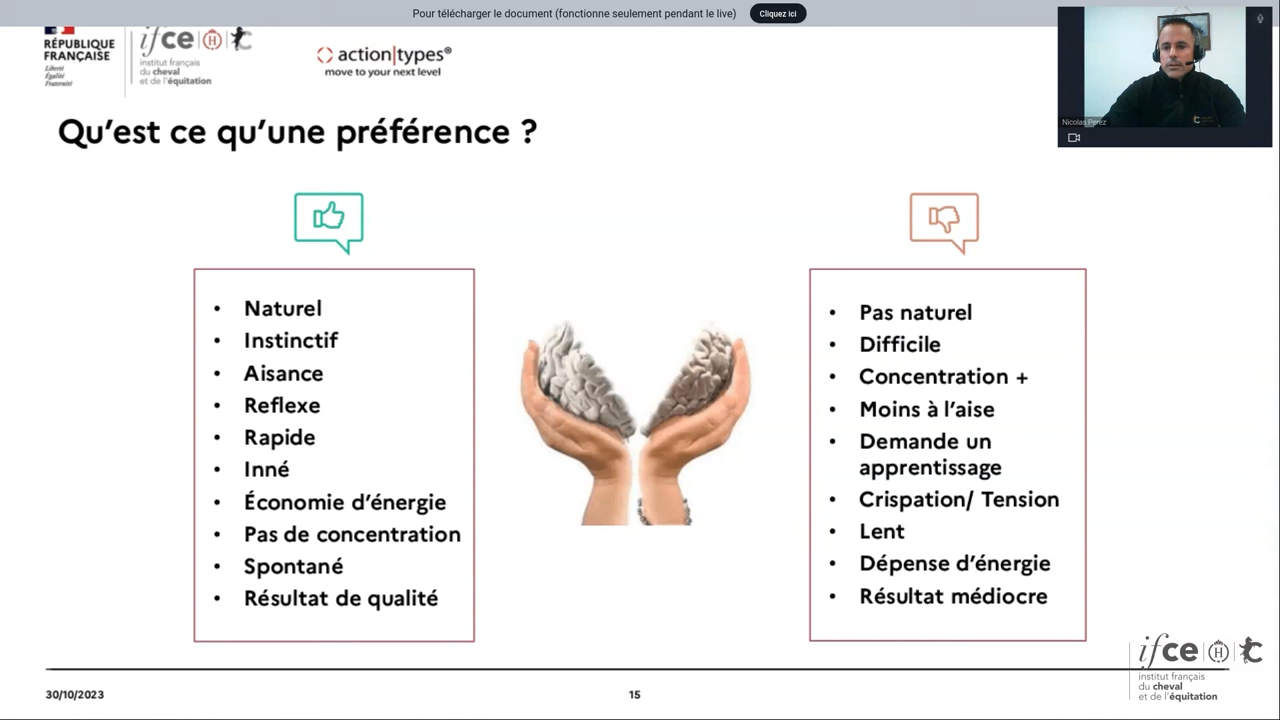 Pour télécharger le document (fonctionne seulement pendant le live)
Cliquez ici
RÉPUBLIQUE
FRANÇAISE
Liberté
Égalité
Fraternité
ifce
institut français
du cheval
et de l'équitation
action|types®
move to your next level
Nicolas Perez
Qu'est ce qu'une préférence ?
• Naturel
• Instinctif
• Aisance
• Reflexe
• Rapide
• Inné
• Économie d'énergie
• Pas de concentration
• Spontané
• Résultat de qualité
• Pas naturel
• Difficile
• Concentration +
• Moins à l'aise
• Demande un
apprentissage
• Crispation/ Tension
• Lent
• Dépense d'énergie
• Résultat médiocre
30/10/2023
15
ifce
institut français
du cheval
et de l'équitation